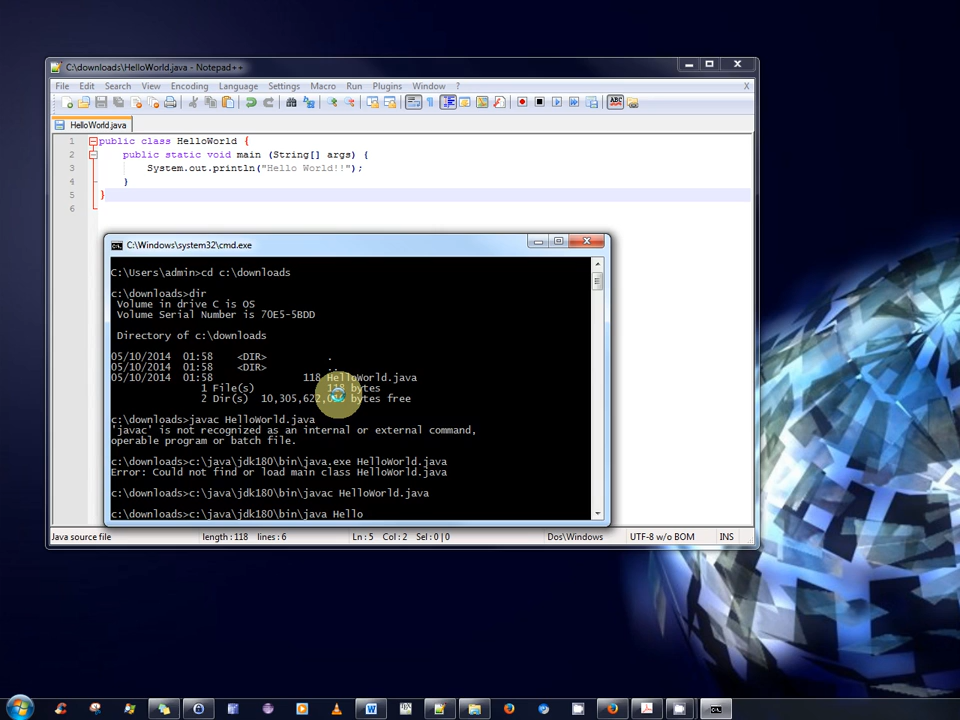 C:\downloads\HelloWorld.java - Notepad++
File Edit Search View Encoding Language Settings Macro Run Plugins Window ? X
HelloWorld.java
1 public class HelloWorld {
2 public static void main (String[] args) {
3 System.out.println("Hello World!!");
4 }
5 }
6
C:\Windows\system32\cmd.exe
C:\Users\admin>cd c:\downloads
c:\downloads>dir
Volume in drive C is OS
Volume Serial Number is 70E5-5BDD
Directory of c:\downloads
05/10/2014 01:58 <DIR> .
05/10/2014 01:58 <DIR> ..
05/10/2014 01:58 118 HelloWorld.java
1 File(s) 118 bytes
2 Dir(s) bytes free
c:\downloads>javac HelloWorld.java
'javac' is not recognized as an internal or external command,
operable program or batch file.
c:\downloads>c:\java\jdk180\bin\java.exe HelloWorld.java
Error: Could not find or load main class HelloWorld.java
c:\downloads>c:\java\jdk180\bin\javac HelloWorld.java
c:\downloads>c:\java\jdk180\bin\java Hello
Java source file length : 118 lines : 6 Ln : 5 Col : 2 Sel : 0 | 0 Dos\Windows UTF-8 w/o BOM INS